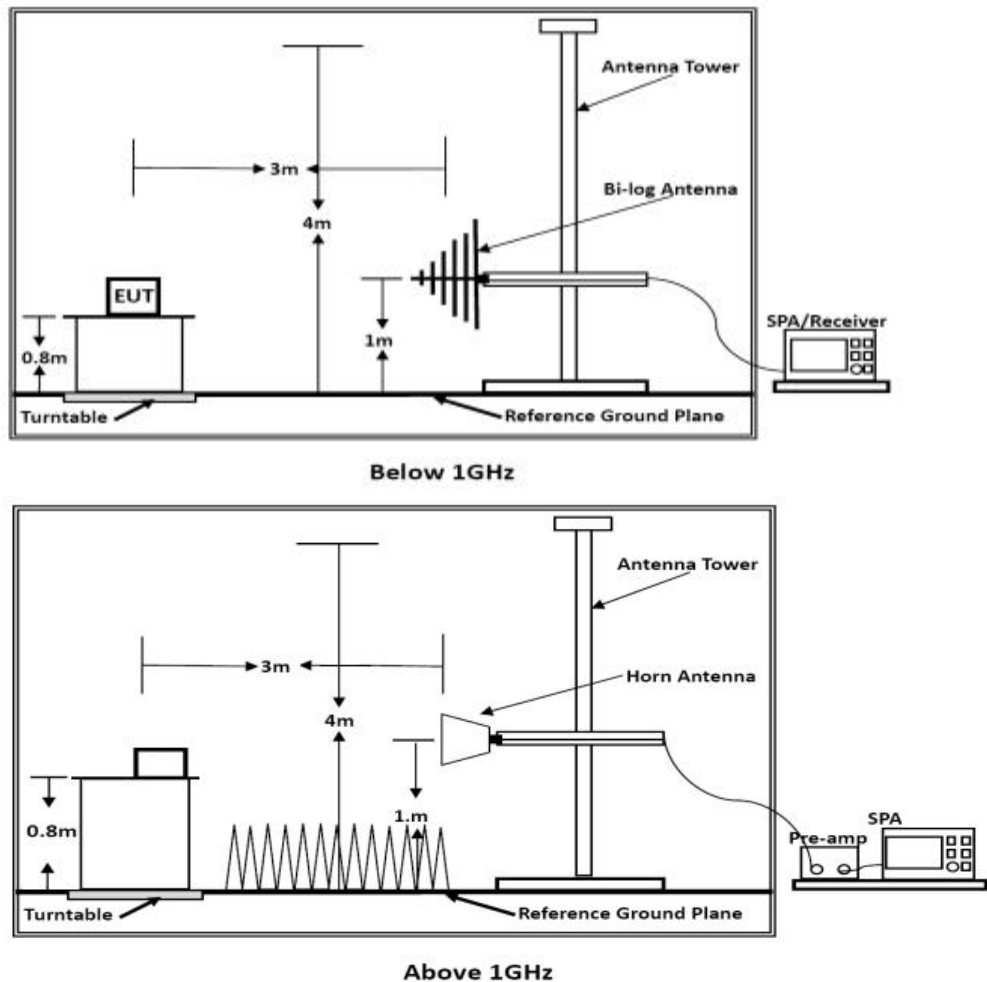 Antenna Tower
3m
Bi-log Antenna
4m
EUT
1m
SPA/Receiver
0.8m
Turntable
Reference Ground Plane
Below 1GHz
Antenna Tower
3m
Horn Antenna
4m
1.m
0.8m
SPA
Pre-amp
Turntable
Reference Ground Plane
Above 1GHz